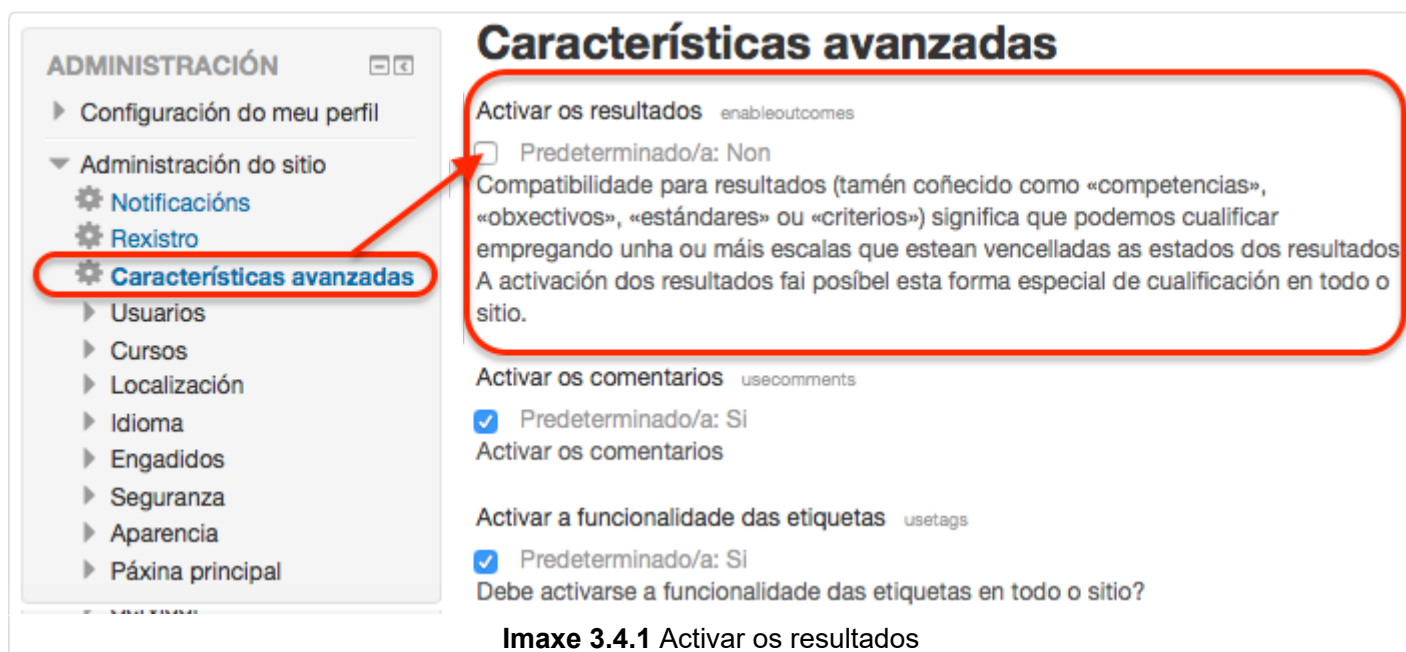 ADMINISTRACIÓN
Configuración do meu perfil
Administración do sitio
Notificacións
Rexistro
Características avanzadas
Usuarios
Cursos
Localización
Idioma
Engadidos
Seguranza
Aparencia
Páxina principal
Características avanzadas
Activar os resultados enableoutcomes
Predeterminado/a: Non
Compatibilidade para resultados (tamén coñecido como «competencias»,
«obxectivos», «estándares» ou «criterios») significa que podemos cualificar
empregando unha ou máis escalas que estean vencelladas as estados dos resultados
A activación dos resultados fai posíbel esta forma especial de cualificación en todo o
sitio.
Activar os comentarios usecomments
Predeterminado/a: Si
Activar os comentarios
Activar a funcionalidade das etiquetas usetags
Predeterminado/a: Si
Debe activarse a funcionalidade das etiquetas en todo o sitio?
Imaxe 3.4.1 Activar os resultados